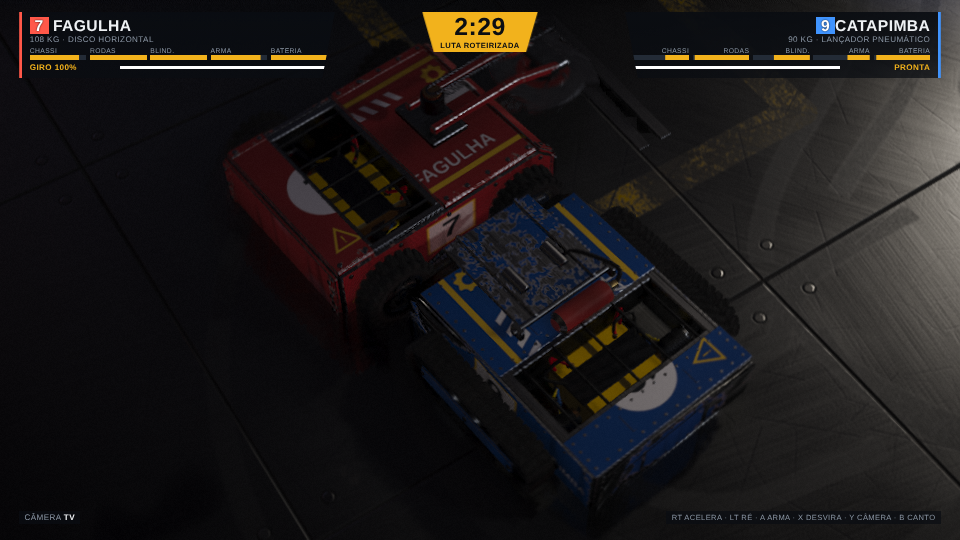 7 FAGULHA
108 KG · DISCO HORIZONTAL
CHASSI RODAS BLIND. ARMA BATERIA
GIRO 100%
2:29
LUTA ROTEIRIZADA
9 CATAPIMBA
90 KG · LANÇADOR PNEUMÁTICO
CHASSI RODAS BLIND. ARMA BATERIA
PRONTA
FAGULHA
7
CÂMERA TV
RT ACELERA · LT RÉ · A ARMA · X DESVIRA · Y CÂMERA · B CANTO